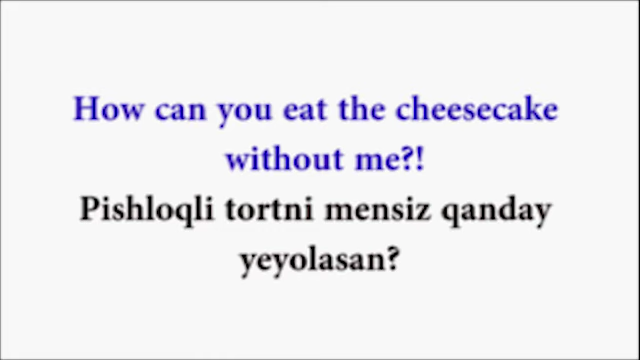 How can you eat the cheesecake
without me?!
Pishloqli tortni mensiz qanday
yeyolasan?